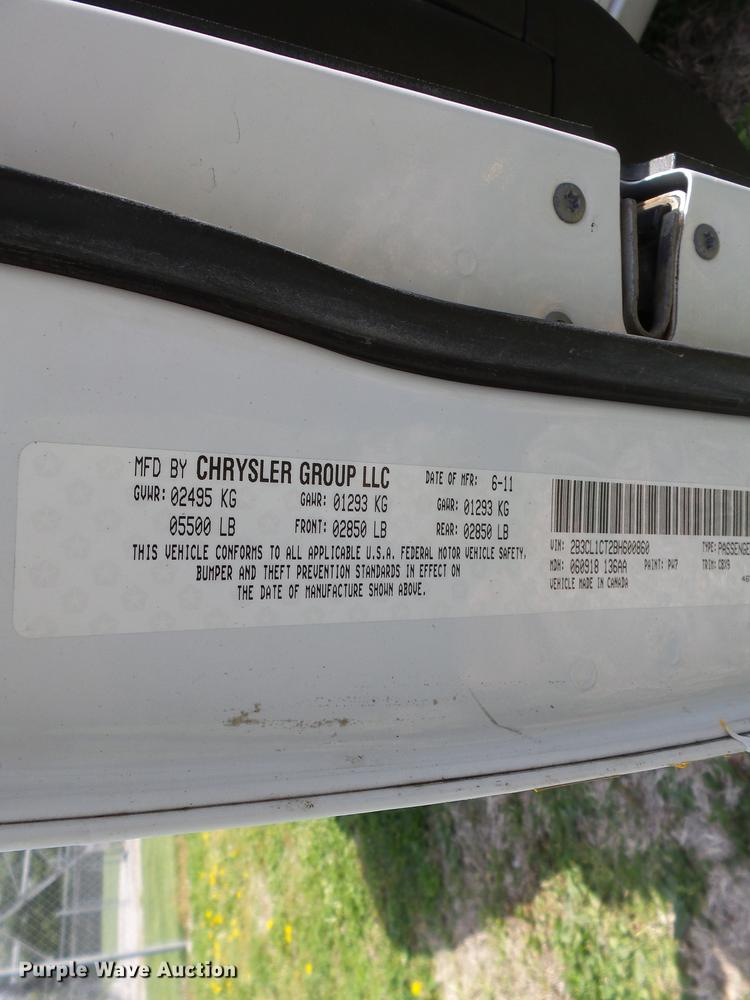 MFD BY CHRYSLER GROUP LLC DATE OF MFR: 6-11
GVWR: 02495 KG GAWR: 01293 KG GAWR: 01293 KG
05500 LB FRONT: 02850 LB REAR: 02850 LB
THIS VEHICLE CONFORMS TO ALL APPLICABLE U.S.A. FEDERAL MOTOR VEHICLE SAFETY,
BUMPER AND THEFT PREVENTION STANDARDS IN EFFECT ON
THE DATE OF MANUFACTURE SHOWN ABOVE.
VIN: 2B3CL1CT2BH600860 TYPE: PASSENGE
MDH: 060918 136AA PAINT: PW7 TRIM:
VEHICLE MADE IN CANADA
Purple Wave Auction